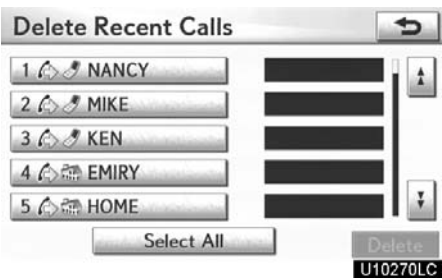 Delete Recent Calls
1 NANCY
2 MIKE
3 KEN
4 EMIRY
5 HOME
Select All
Delete
U10270LC